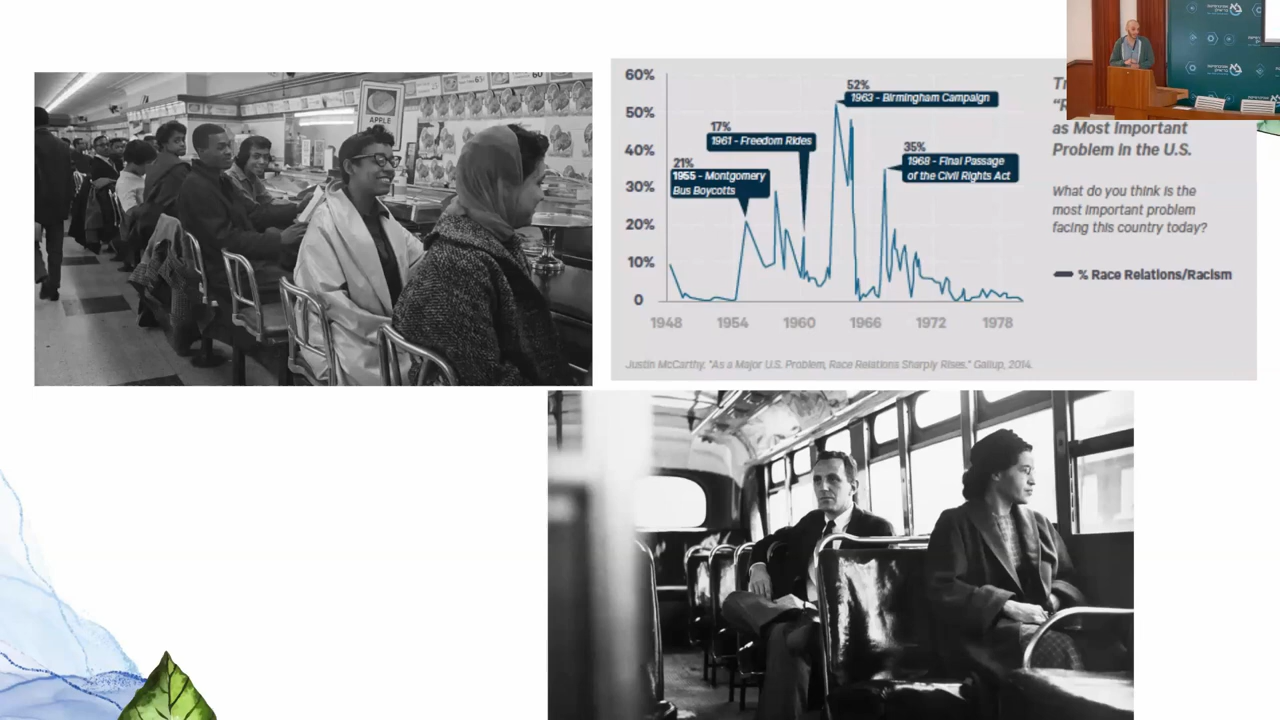 60%
50%
40%
30%
20%
10%
0
1948
1954
1960
1966
1972
1978
21%
1955 - Montgomery
Bus Boycotts
17%
1961 - Freedom Rides
52%
1963 - Birmingham Campaign
35%
1968 - Final Passage
of the Civil Rights Act
as Most Important
Problem in the U.S.
What do you think is the
most important problem
facing this country today?
% Race Relations/Racism
Justin McCarthy. "As a Major U.S. Problem, Race Relations Sharply Rises." Gallup, 2014.
APPLE
60